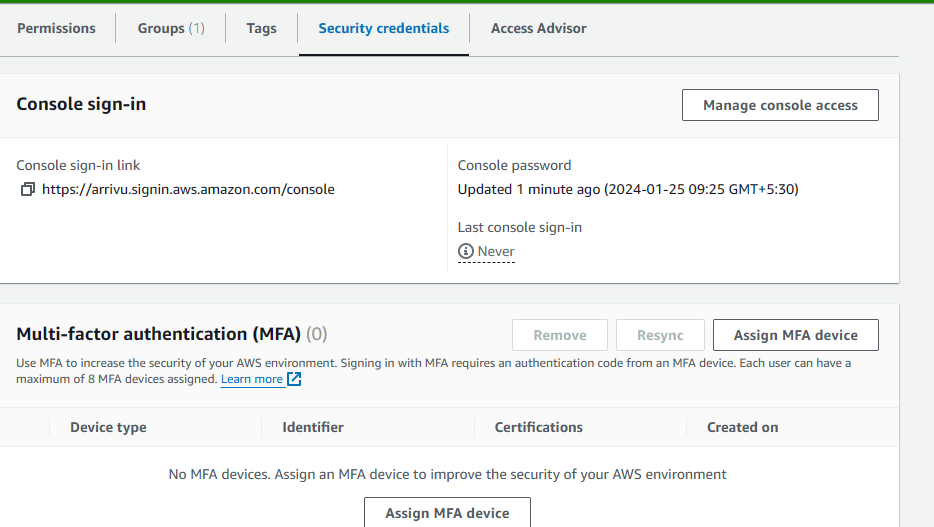 Permissions
Groups (1)
Tags
Security credentials
Access Advisor
Console sign-in
Manage console access
Console sign-in link
https://arrivu.signin.aws.amazon.com/console
Console password
Updated 1 minute ago (2024-01-25 09:25 GMT+5:30)
Last console sign-in
Never
Multi-factor authentication (MFA) (0)
Remove
Resync
Assign MFA device
Use MFA to increase the security of your AWS environment. Signing in with MFA requires an authentication code from an MFA device. Each user can have a
maximum of 8 MFA devices assigned. Learn more
Device type
Identifier
Certifications
Created on
No MFA devices. Assign an MFA device to improve the security of your AWS environment
Assign MFA device